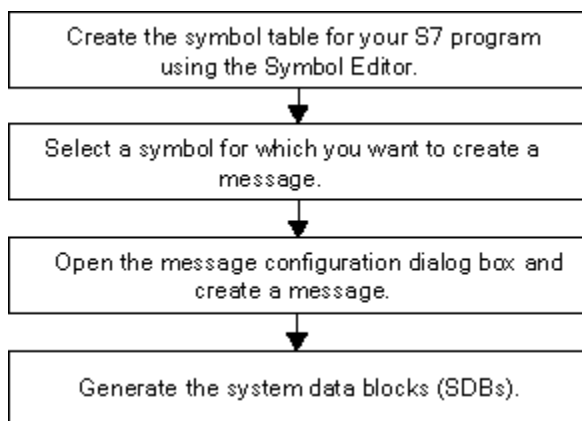 Create the symbol table for your S7 program
using the Symbol Editor.
Select a symbol for which you want to create a
message.
Open the message configuration dialog box and
create a message.
Generate the system data blocks (SDBs).